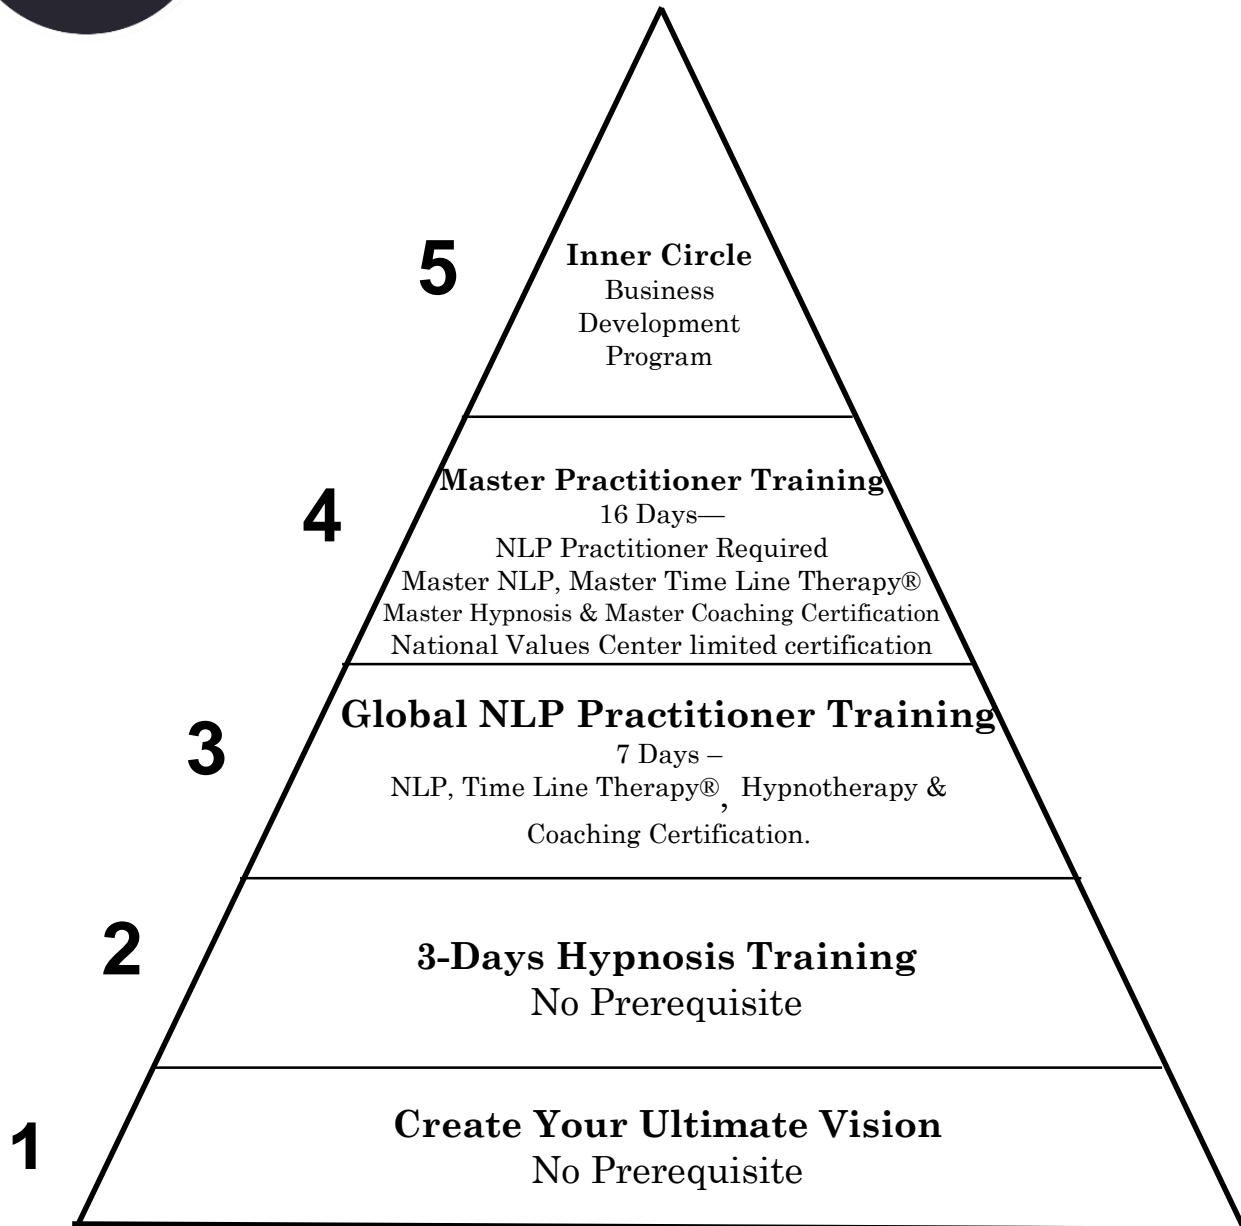 5
Inner Circle
Business
Development
Program
4
Master Practitioner Training
16 Days—
NLP Practitioner Required
Master NLP, Master Time Line Therapy®
Master Hypnosis & Master Coaching Certification
National Values Center limited certification
3
Global NLP Practitioner Training
7 Days –
NLP, Time Line Therapy®, Hypnotherapy &
Coaching Certification.
2
3-Days Hypnosis Training
No Prerequisite
1
Create Your Ultimate Vision
No Prerequisite